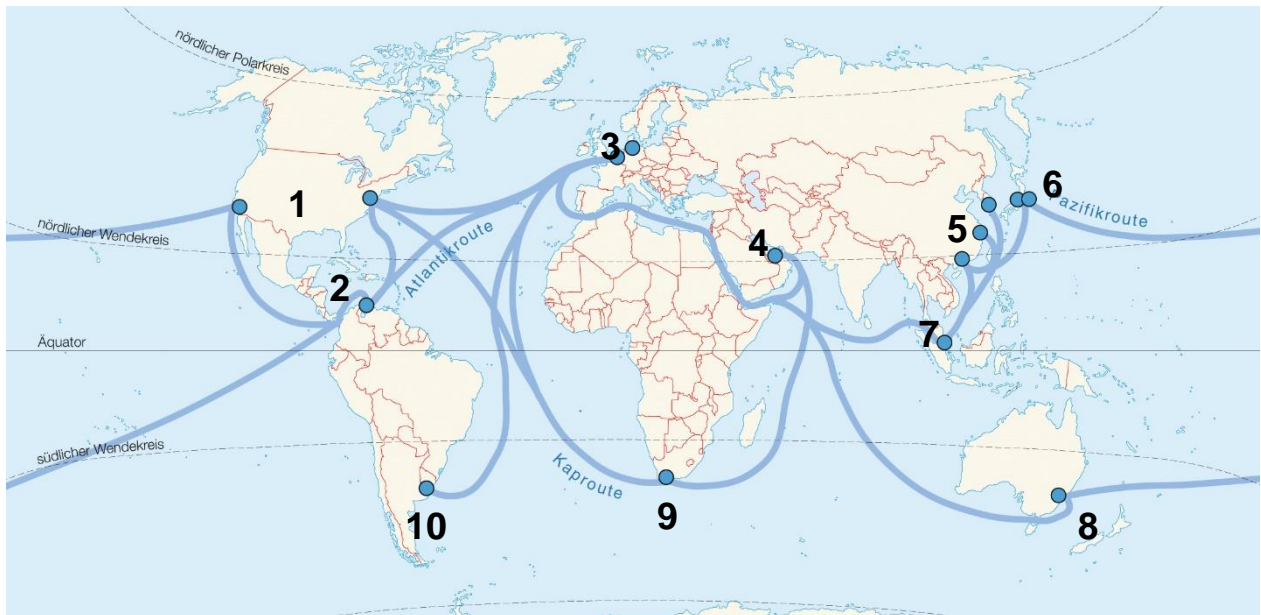 nördlicher Polarkreis
3
1
6
Pazifikroute
nördlicher Wendekreis
5
4
Atlantikroute
2
7
Äquator
südlicher Wendekreis
Kaproute
9
10
8